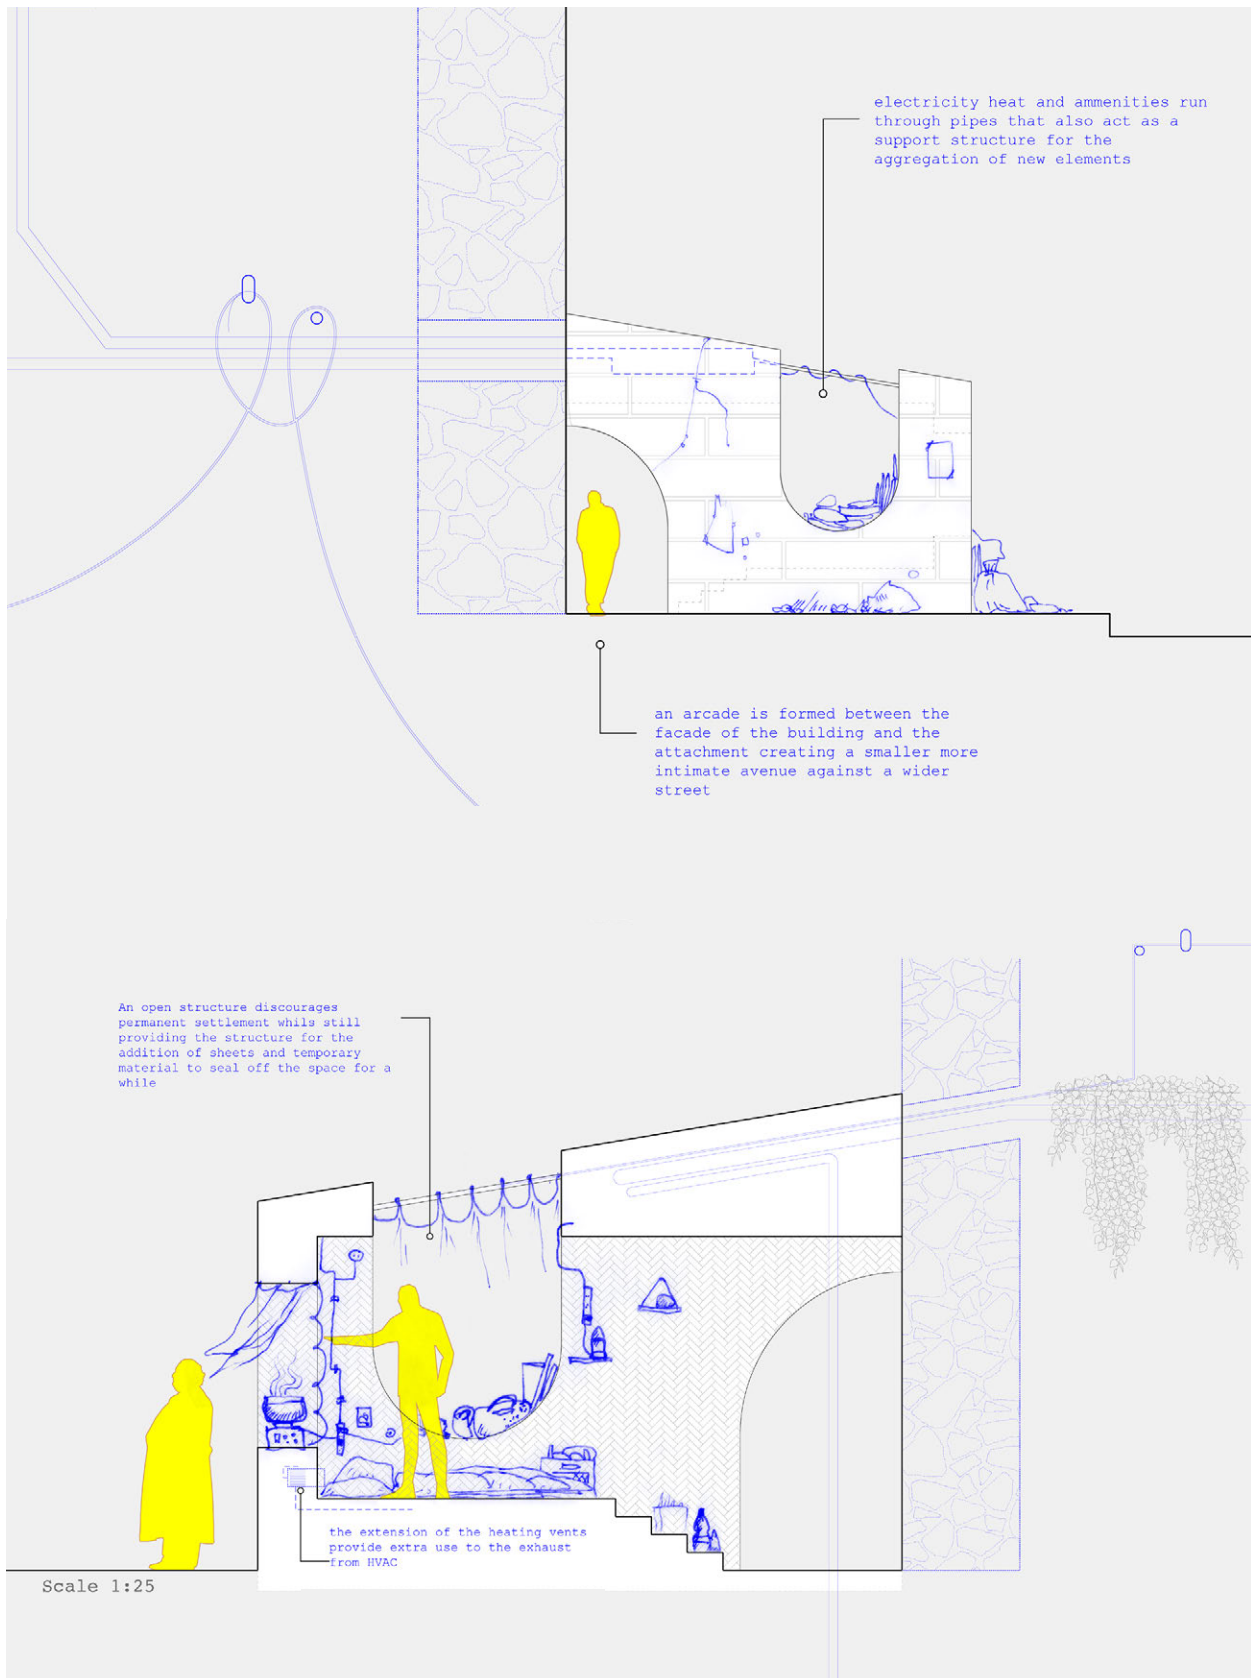 electricity heat and ammenities run
through pipes that also act as a
support structure for the
aggregation of new elements
an arcade is formed between the
facade of the building and the
attachment creating a smaller more
intimate avenue against a wider
street
An open structure discourages
permanent settlement whils still
providing the structure for the
addition of sheets and temporary
material to seal off the space for a
while
the extension of the heating vents
provide extra use to the exhaust
from HVAC
Scale 1:25